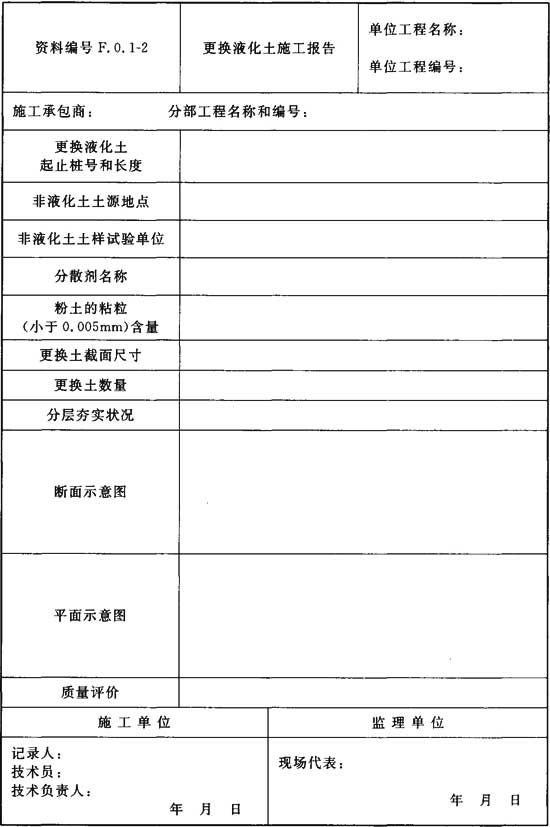 资料编号 F.0.1-2
更换液化土施工报告
单位工程名称：
单位工程编号：
施工承包商： 分部工程名称和编号：
更换液化土
起止桩号和长度
非液化土土源地点
非液化土土样试验单位
分散剂名称
粉土的粘粒
(小于 0.005mm)含量
更换土截面尺寸
更换土数量
分层夯实状况
断面示意图
平面示意图
质量评价
施工单位
监理单位
记录人：
技术员：
技术负责人：
年 月 日
现场代表：
年 月 日